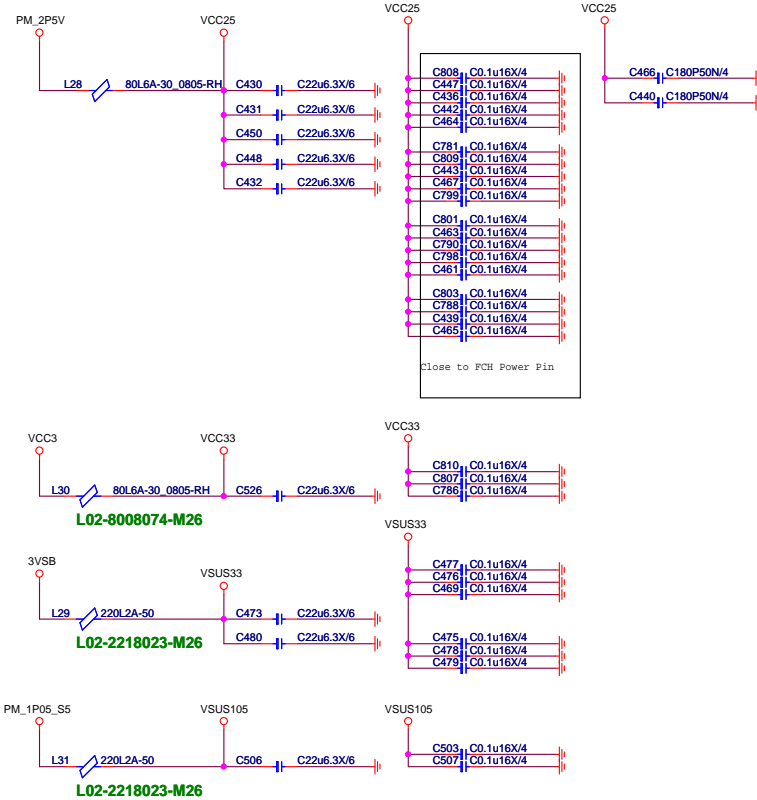 PM_2P5V VCC25 VCC25 VCC25
L28 80L6A-30_0805-RH C430 C22u6.3X/6
C431 C22u6.3X/6
C450 C22u6.3X/6
C448 C22u6.3X/6
C432 C22u6.3X/6
C808 C0.1u16X/4
C447 C0.1u16X/4
C436 C0.1u16X/4
C442 C0.1u16X/4
C464 C0.1u16X/4
C781 C0.1u16X/4
C809 C0.1u16X/4
C443 C0.1u16X/4
C467 C0.1u16X/4
C799 C0.1u16X/4
C801 C0.1u16X/4
C463 C0.1u16X/4
C790 C0.1u16X/4
C798 C0.1u16X/4
C461 C0.1u16X/4
C803 C0.1u16X/4
C788 C0.1u16X/4
C439 C0.1u16X/4
C465 C0.1u16X/4
Close to FCH Power Pin
C466 C180P50N/4
C440 C180P50N/4
VCC3 VCC33 VCC33
L30 80L6A-30_0805-RH C526 C22u6.3X/6
L02-8008074-M26
C810 C0.1u16X/4
C807 C0.1u16X/4
C786 C0.1u16X/4
3VSB VSUS33 VSUS33
L29 220L2A-50 C473 C22u6.3X/6
C480 C22u6.3X/6
L02-2218023-M26
C477 C0.1u16X/4
C476 C0.1u16X/4
C469 C0.1u16X/4
C475 C0.1u16X/4
C478 C0.1u16X/4
C479 C0.1u16X/4
PM_1P05_S5 VSUS105 VSUS105
L31 220L2A-50 C506 C22u6.3X/6
L02-2218023-M26
C503 C0.1u16X/4
C507 C0.1u16X/4